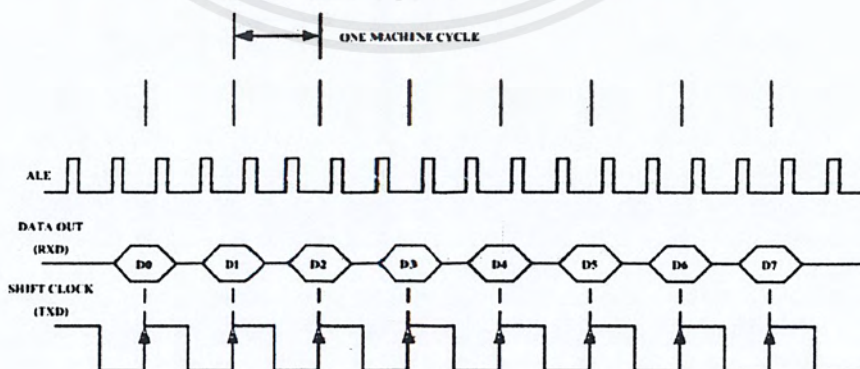 ONE MACHINE CYCLE
ALE
DATA OUT
(RXD)
D0 D1 D2 D3 D4 D5 D6 D7
SHIFT CLOCK
(TXD)